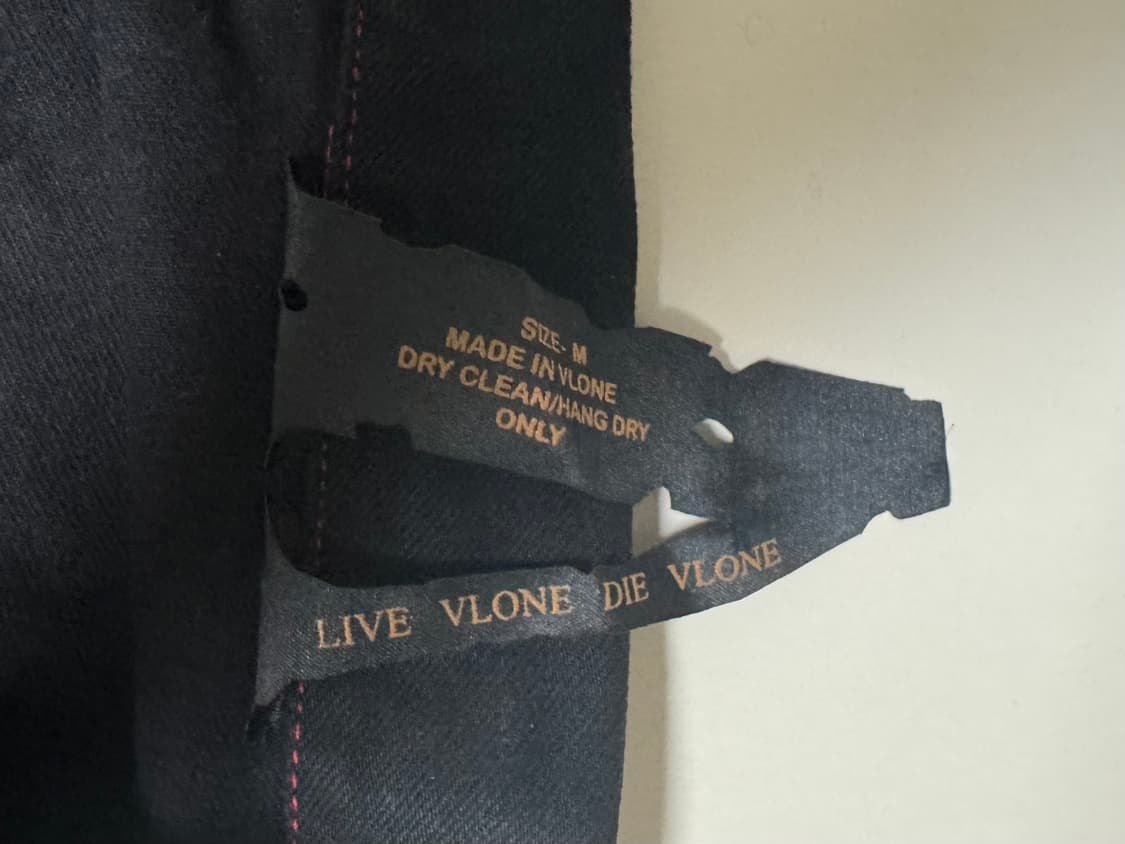 SIZE- M
MADE IN VLONE
DRY CLEAN/HANG DRY
ONLY
LIVE VLONE DIE VLONE